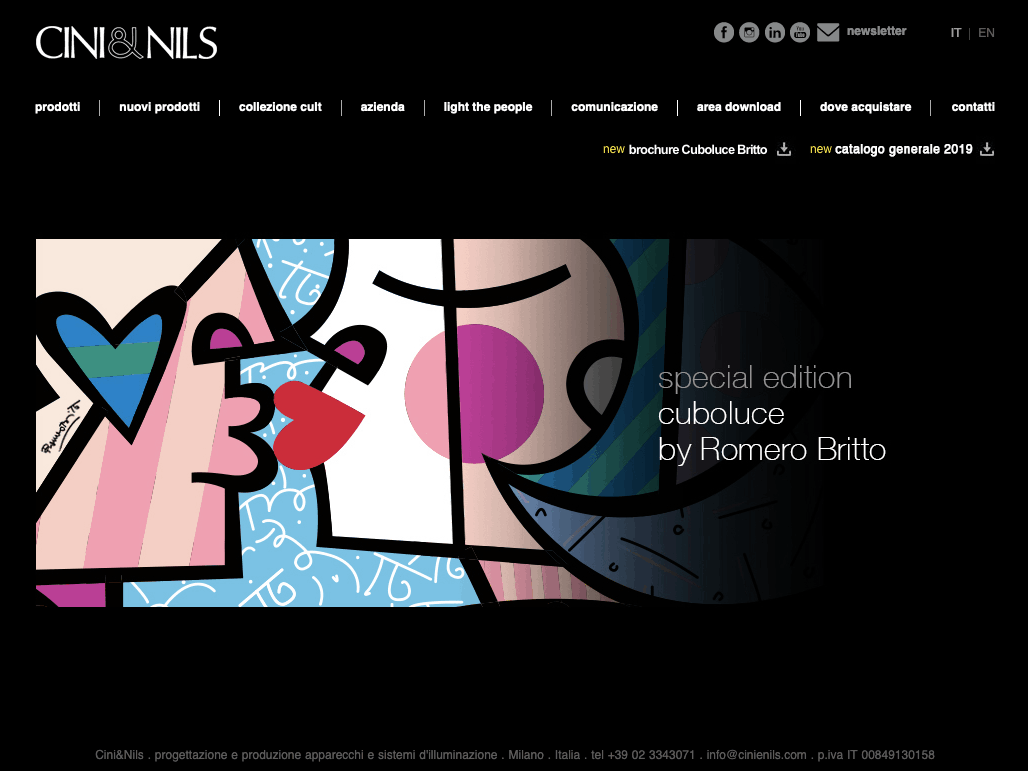 CINI&NILS
newsletter
IT | EN
prodotti | nuovi prodotti | collezione cult | azienda | light the people | comunicazione | area download | dove acquistare | contatti
new brochure Cuboluce Britto
new catalogo generale 2019
special edition
cuboluce
by Romero Britto
Cini&Nils . progettazione e produzione apparecchi e sistemi d'illuminazione . Milano . Italia . tel +39 02 3343071 . info@cinienils.com . p.iva IT 00849130158